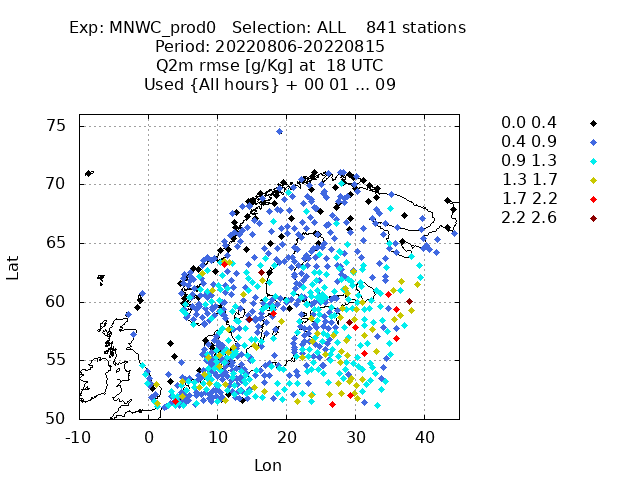 Exp: MNWC_prod0 Selection: ALL 841 stations
Period: 20220806-20220815
Q2m rmse [g/Kg] at 18 UTC
Used {All hours} + 00 01 ... 09
75
70
65
60
55
50
Lat
-10 0 10 20 30 40
Lon
0.0 0.4
0.4 0.9
0.9 1.3
1.3 1.7
1.7 2.2
2.2 2.6